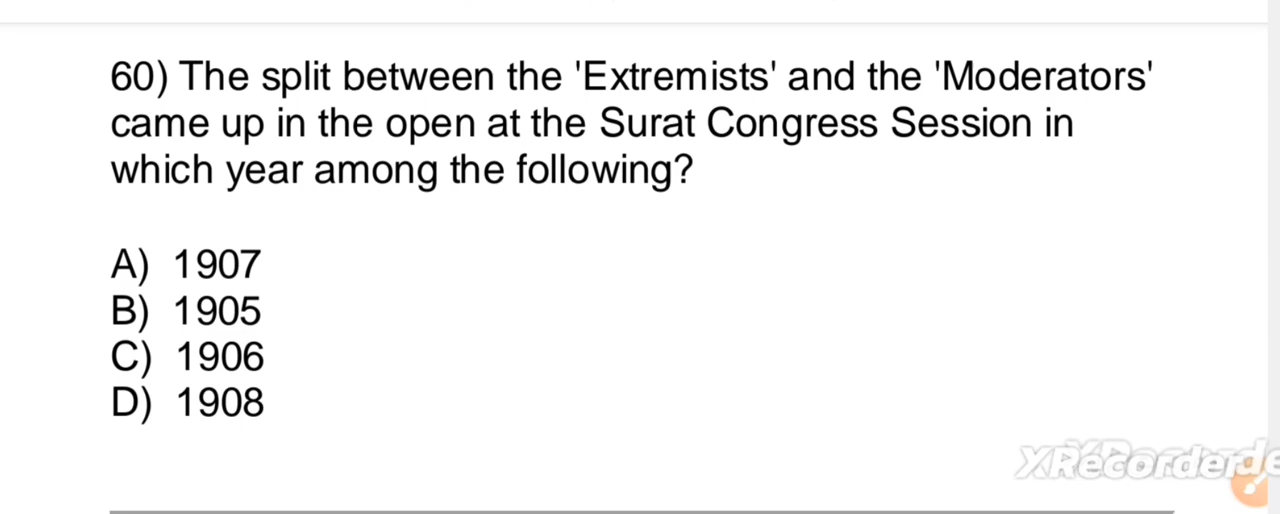 60) The split between the 'Extremists' and the 'Moderators'
came up in the open at the Surat Congress Session in
which year among the following?
A) 1907
B) 1905
C) 1906
D) 1908
XRecorder